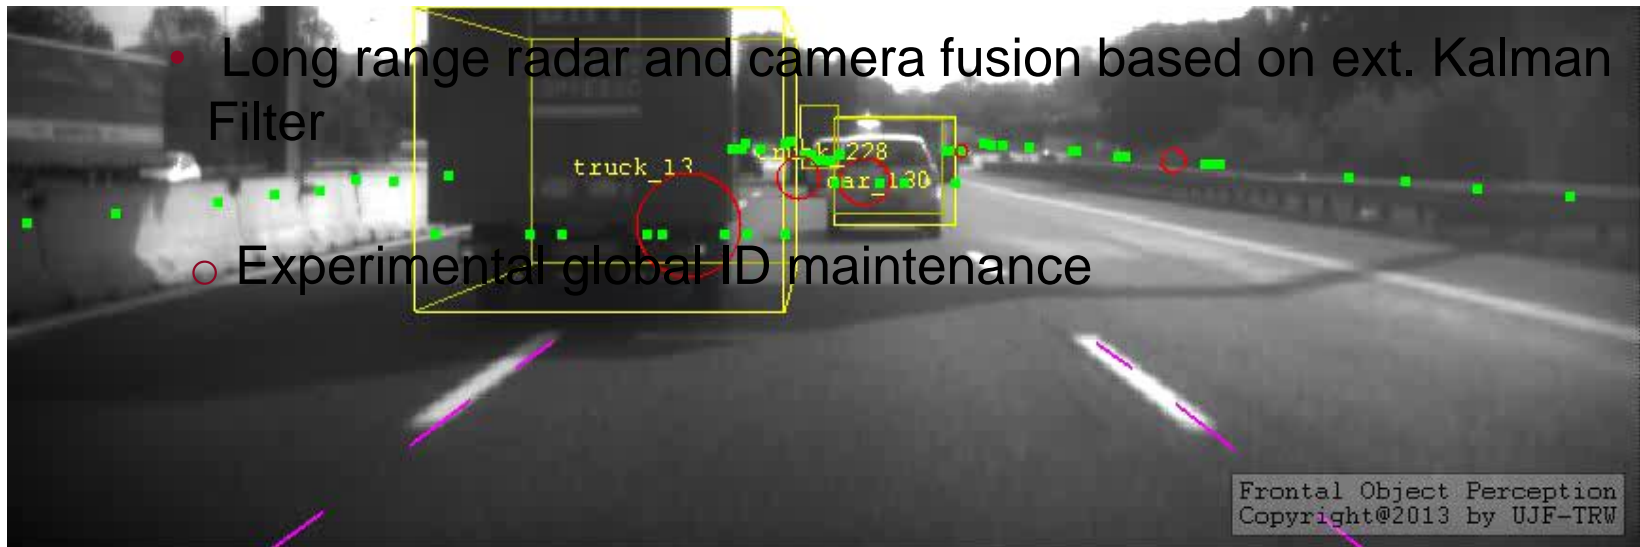 • Long range radar and camera fusion based on ext. Kalman
Filter
truck_13
truck_228
car_130
○ Experimental global ID maintenance
Frontal Object Perception
Copyright@2013 by UJF-TRW